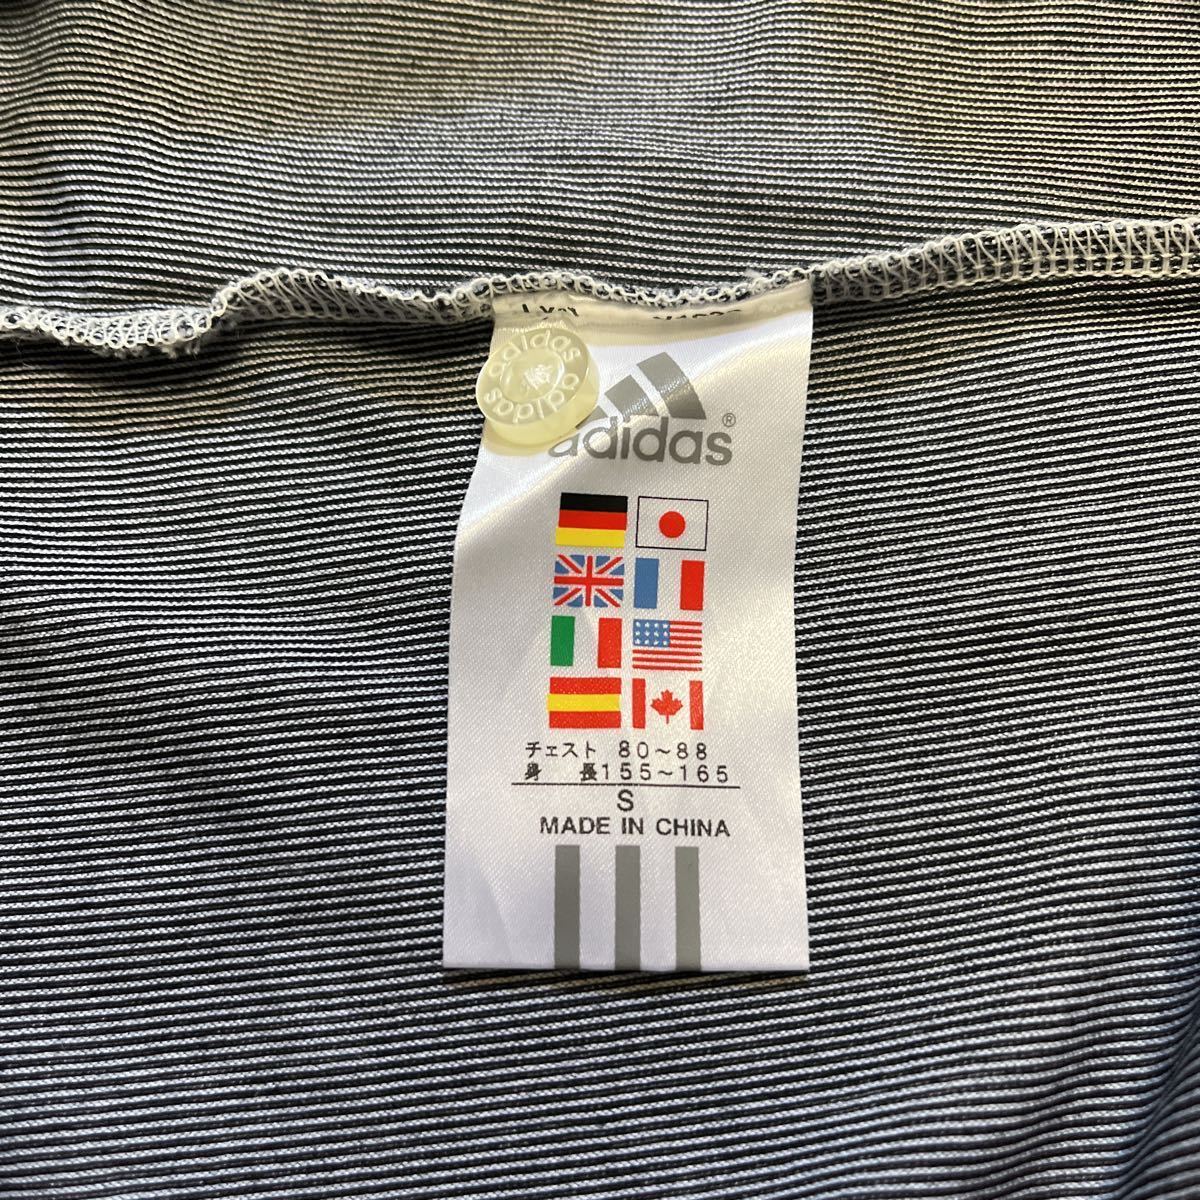 adidas
adidas
adidas®
チェスト 80～88
身 長155～165
S
MADE IN CHINA